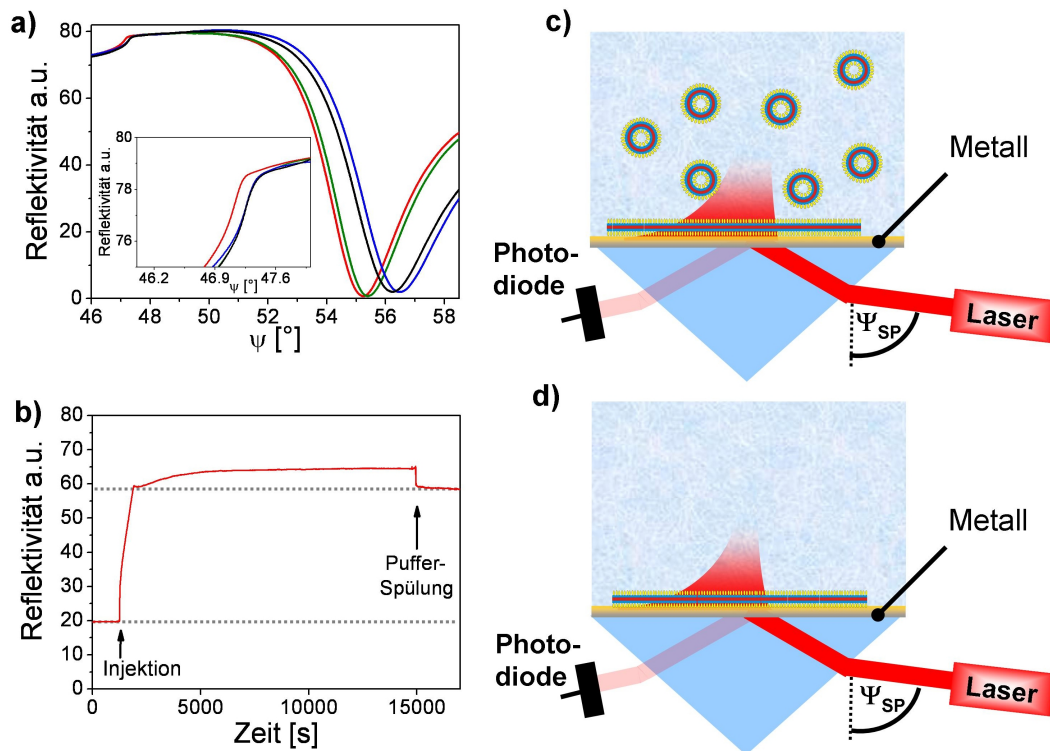 a)
80
60
40
20
0
Reflektivität a.u.
46
48
50
52
54
56
58
ψ [°]
80
78
76
Reflektivität a.u.
46.2
46.9
47.6
ψ [°]
b)
80
70
60
50
40
30
20
10
0
Reflektivität a.u.
Injektion
Puffer-
Spülung
0
5000
10000
15000
Zeit [s]
c)
Metall
Photo-
diode
Ψ_SP
Laser
d)
Metall
Photo-
diode
Ψ_SP
Laser